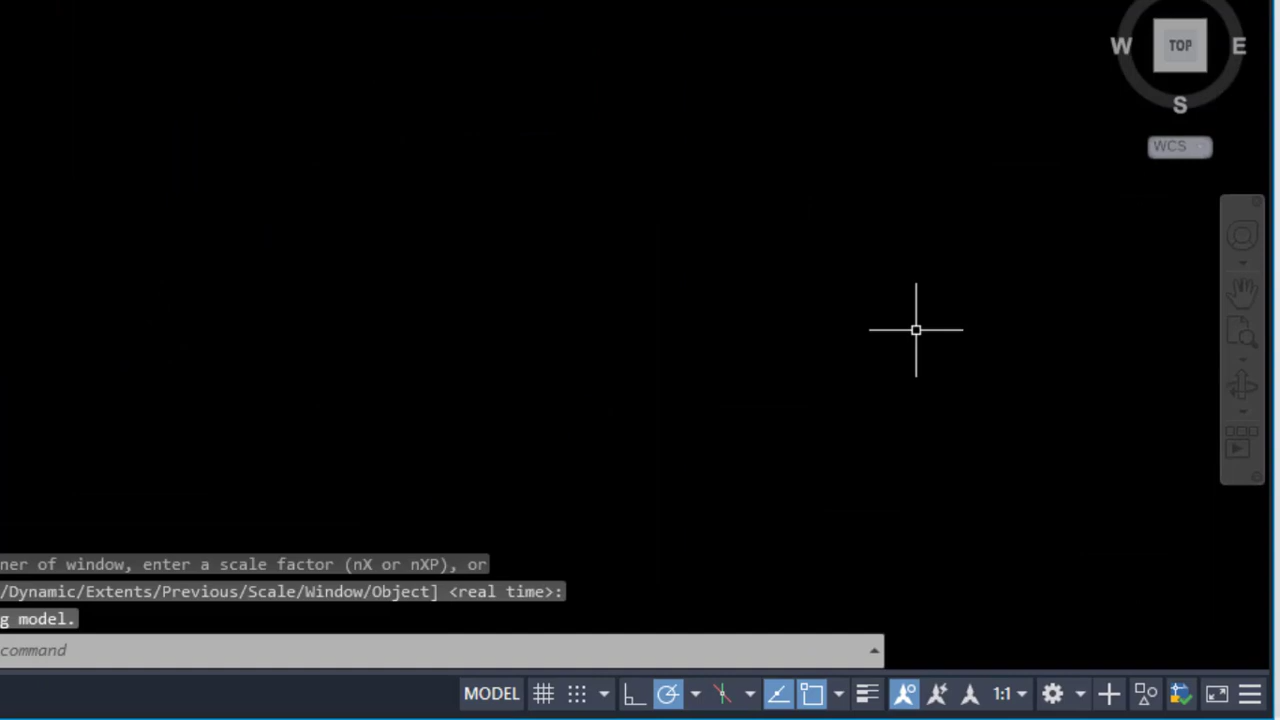 TOP
W
E
S
WCS
ner of window, enter a scale factor (nX or nXP), or
/Dynamic/Extents/Previous/Scale/Window/Object] <real time>:
g model.
command
MODEL
1:1